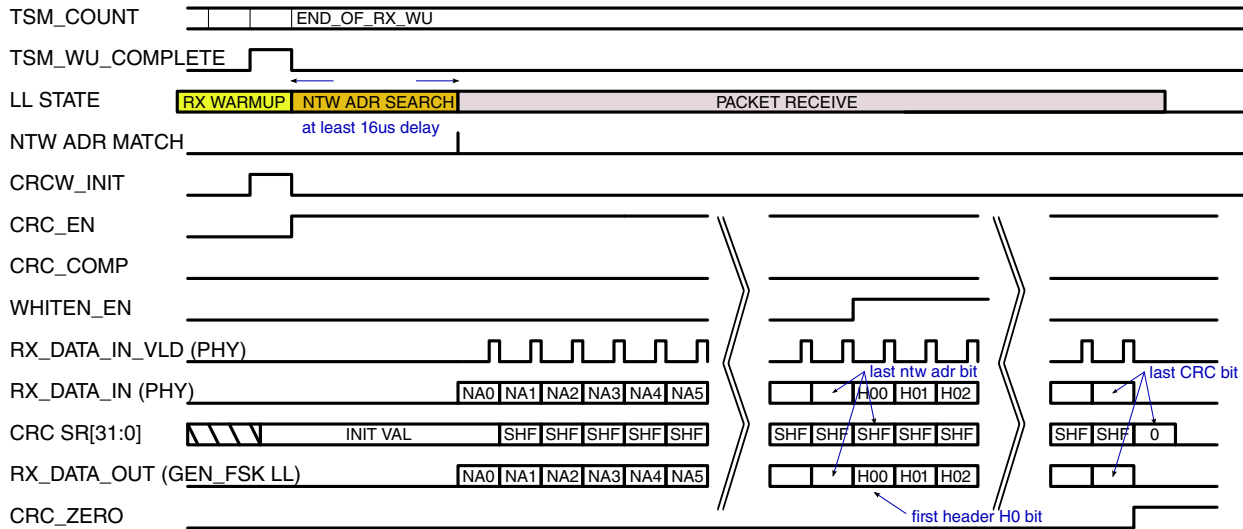 TSM_COUNT END_OF_RX_WU
TSM_WU_COMPLETE
LL STATE RX WARMUP NTW ADR SEARCH PACKET RECEIVE
at least 16us delay
NTW ADR MATCH
CRCW_INIT
CRC_EN
CRC_COMP
WHITEN_EN
RX_DATA_IN_VLD (PHY)
last ntw adr bit last CRC bit
RX_DATA_IN (PHY) NA0 NA1 NA2 NA3 NA4 NA5 H00 H01 H02
CRC SR[31:0] INIT VAL SHF SHF SHF SHF SHF SHF SHF SHF SHF SHF SHF SHF 0
RX_DATA_OUT (GEN_FSK LL) NA0 NA1 NA2 NA3 NA4 NA5 H00 H01 H02
first header H0 bit
CRC_ZERO